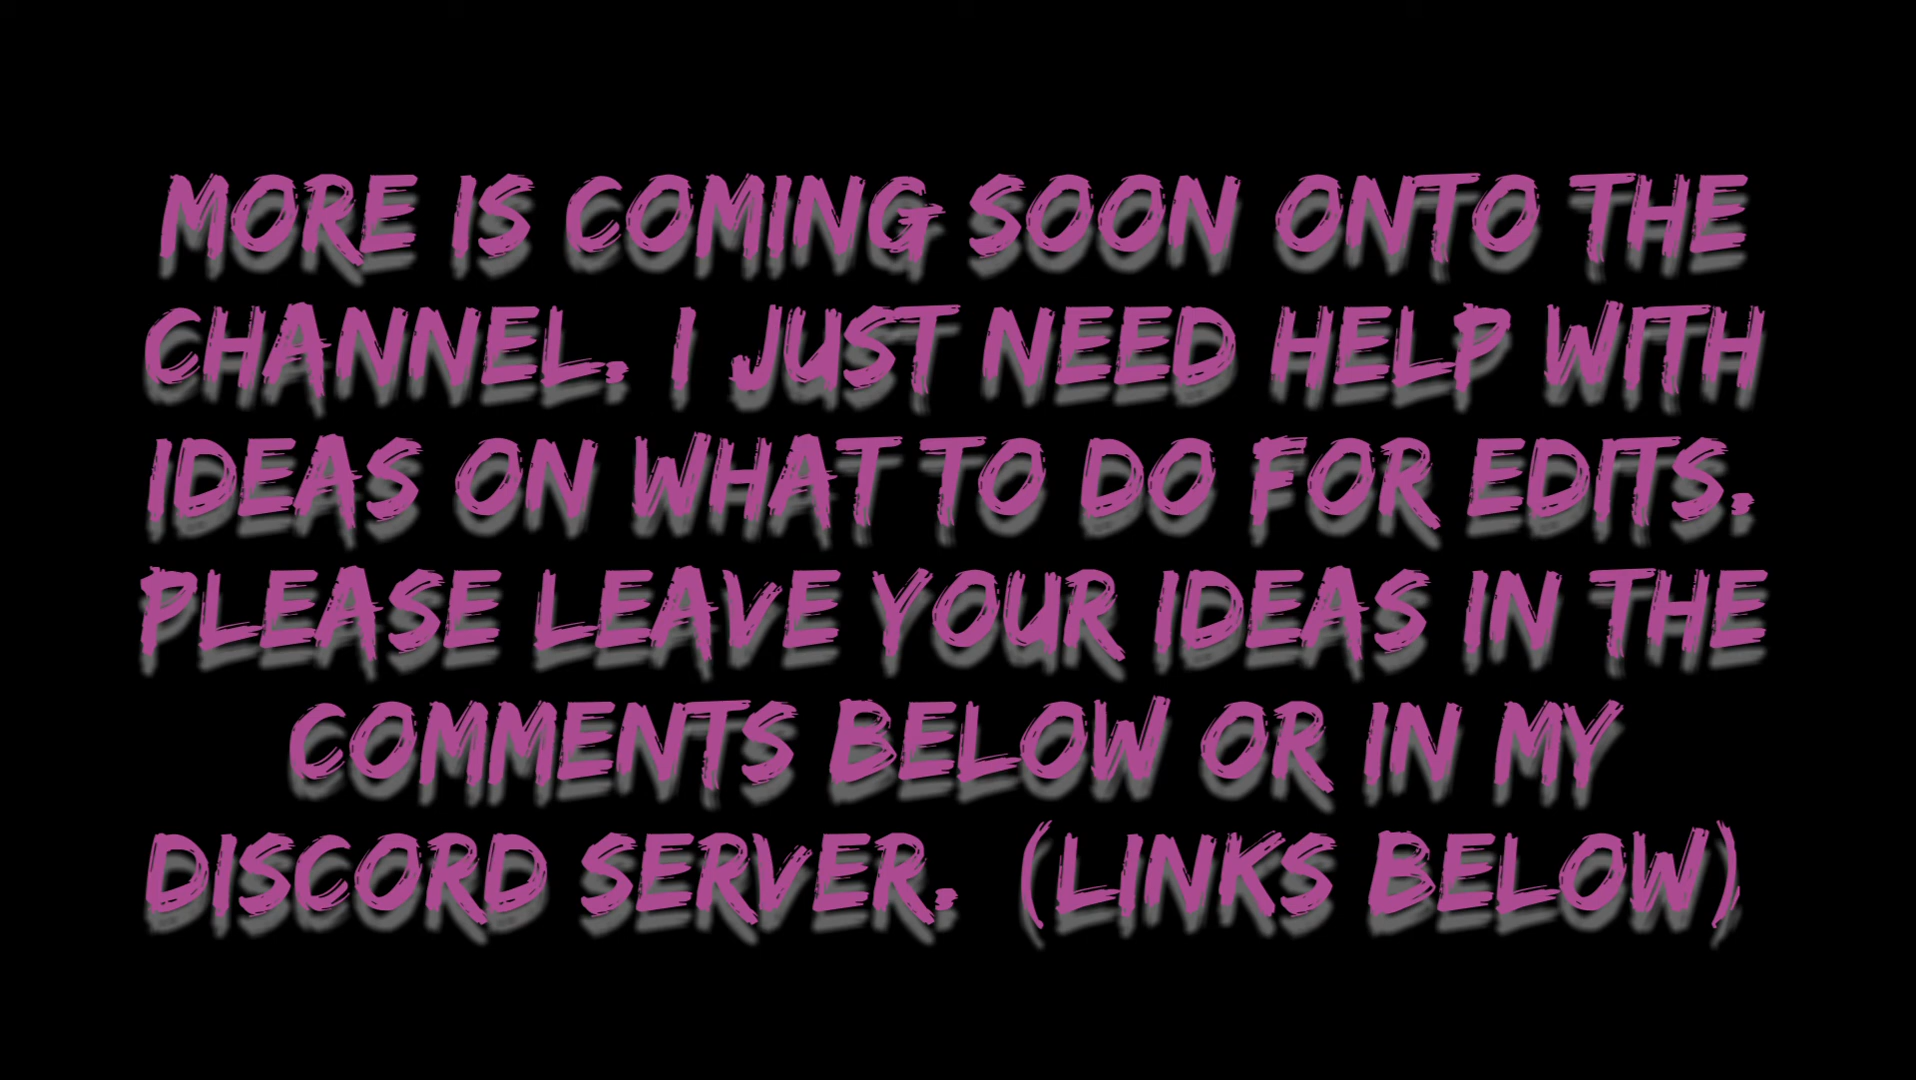 MORE IS COMING SOON ONTO THE
CHANNEL. I JUST NEED HELP WITH
IDEAS ON WHAT TO DO FOR EDITS.
PLEASE LEAVE YOUR IDEAS IN THE
COMMENTS BELOW OR IN MY
DISCORD SERVER. (LINKS BELOW)